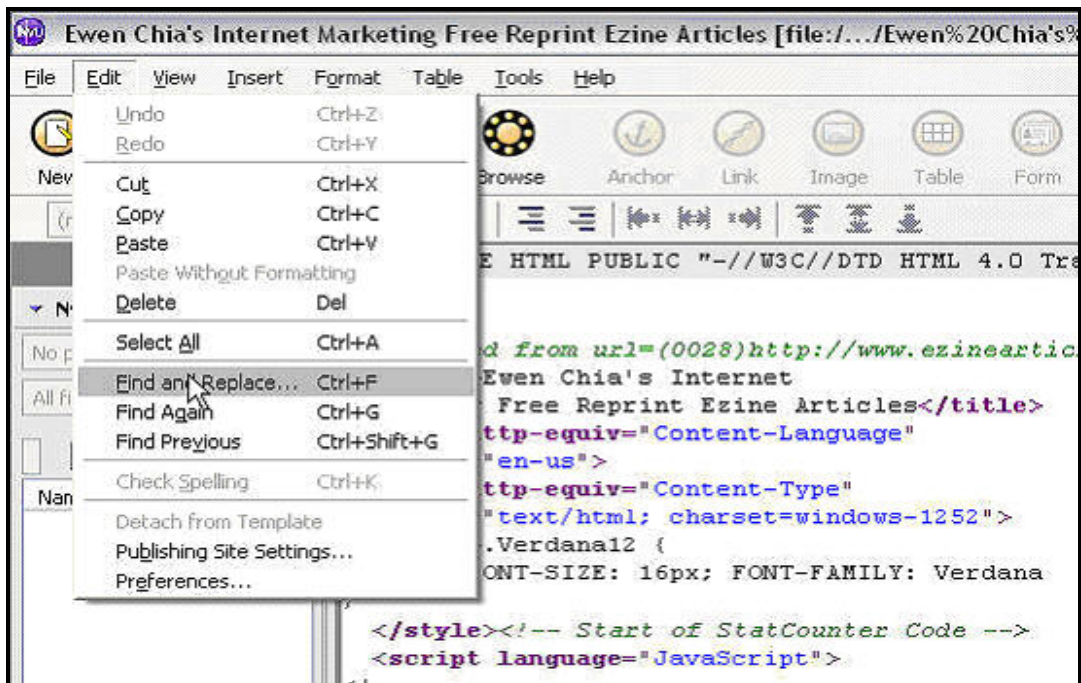 Ewen Chia's Internet Marketing Free Reprint Ezine Articles [file:/.../Ewen%20Chia's%
File Edit View Insert Format Table Tools Help
New Browse Anchor Link Image Table Form
Undo Ctrl+Z
Redo Ctrl+Y
Cut Ctrl+X
Copy Ctrl+C
Paste Ctrl+V
Paste Without Formatting
Delete Del
Select All Ctrl+A
Find and Replace... Ctrl+F
Find Again Ctrl+G
Find Previous Ctrl+Shift+G
Check Spelling Ctrl+K
Detach from Template
Publishing Site Settings...
Preferences...
E HTML PUBLIC "-//W3C//DTD HTML 4.0 Tra
d from url=(0028)http://www.ezineartic
Ewen Chia's Internet
Free Reprint Ezine Articles</title>
ttp-equiv="Content-Language"
"en-us">
ttp-equiv="Content-Type"
"text/html; charset=windows-1252">
.Verdana12 {
ONT-SIZE: 16px; FONT-FAMILY: Verdana
</style><!-- Start of StatCounter Code -->
<script language="JavaScript">